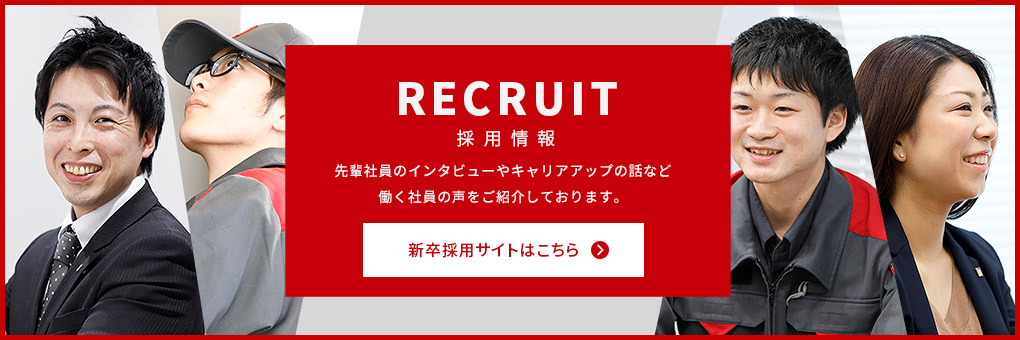 RECRUIT
採用情報
先輩社員のインタビューやキャリアアップの話など
働く社員の声をご紹介しております。
新卒採用サイトはこちら